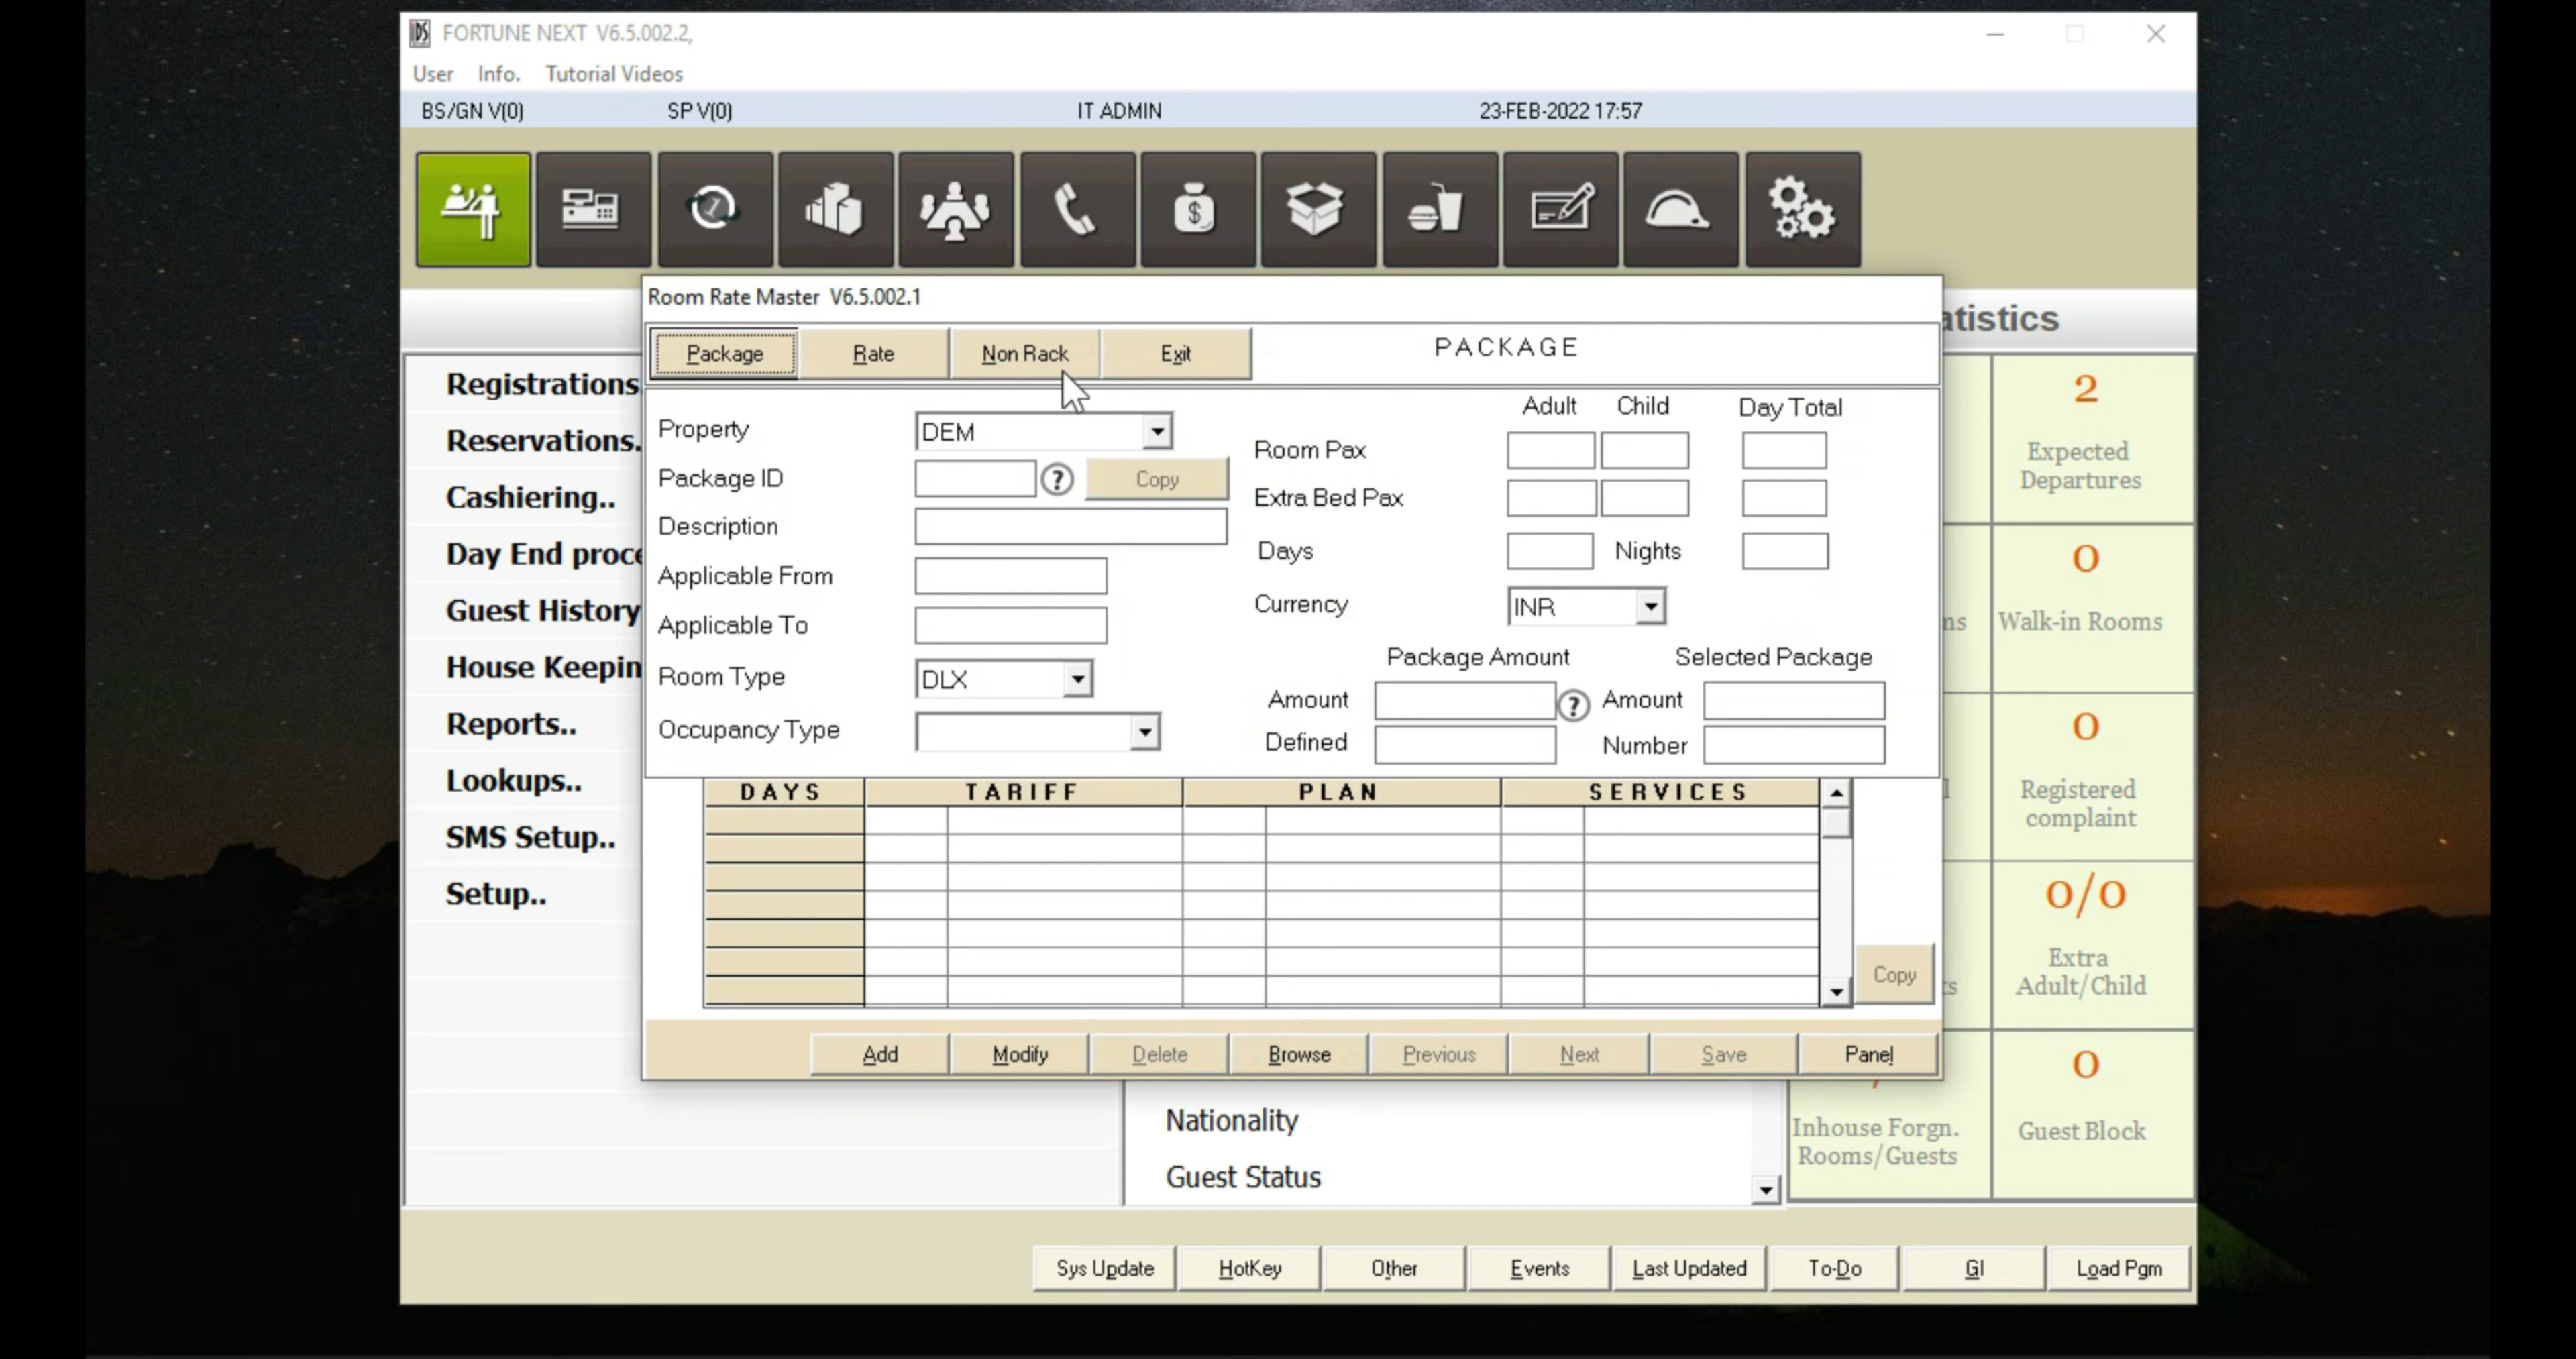 FORTUNE NEXT V6.5.002.2,
User Info. Tutorial Videos
BS/GN V(0) SP V(0) IT ADMIN 23-FEB-2022 17:57
Room Rate Master V6.5.002.1
Package Rate Non Rack Exit PACKAGE
Adult Child Day Total
Property DEM
Room Pax
Package ID ? Copy
Extra Bed Pax
Description
Days Nights
Applicable From
Currency INR
Applicable To
Package Amount Selected Package
Room Type DLX
Amount ? Amount
Occupancy Type
Defined Number
DAYS TARIFF PLAN SERVICES
Copy
Add Modify Delete Browse Previous Next Save Panel
Registrations
Reservations.
Cashiering..
Day End proce
Guest History
House Keepin
Reports..
Lookups..
SMS Setup..
Setup..
Nationality
Guest Status
atistics
2
Expected
Departures
0
Walk-in Rooms
0
Registered
complaint
0/0
Extra
Adult/Child
Inhouse Forgn.
Rooms/Guests
0
Guest Block
Sys Update HotKey Other Events Last Updated To-Do GI Load Pgm